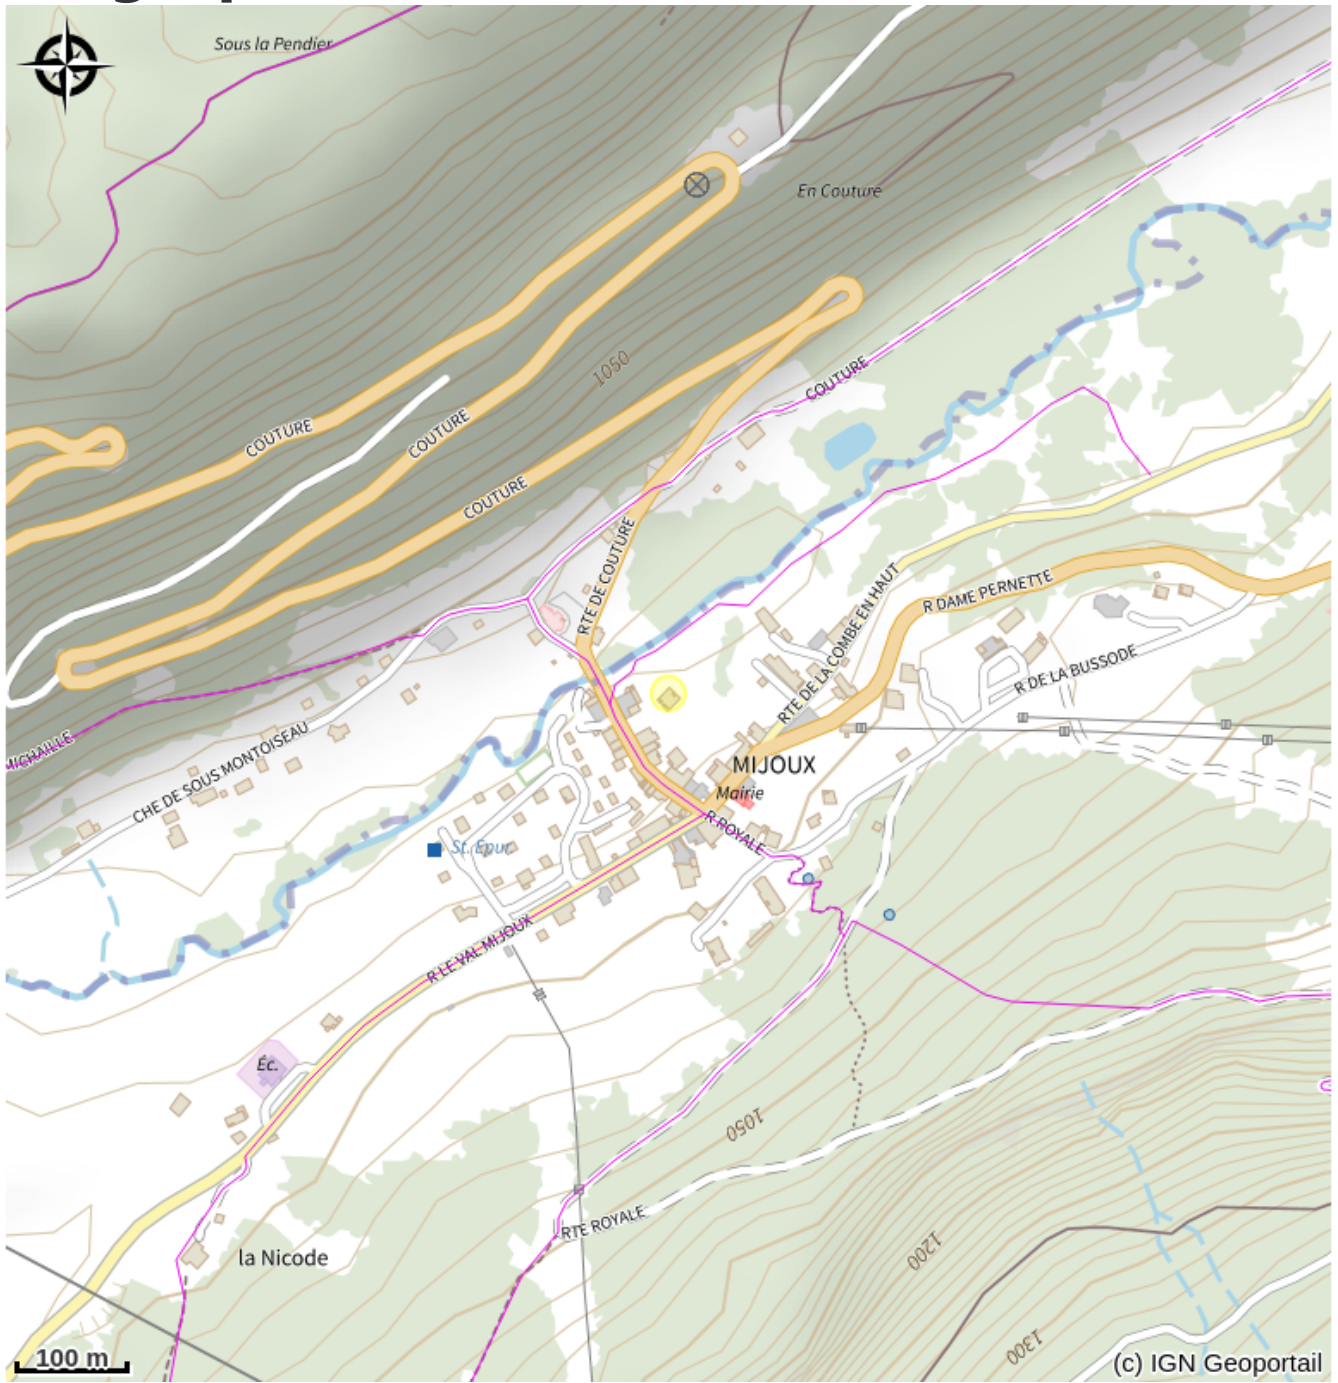 Sous la Pendier
En Couture
1050
COUTURE
COUTURE
COUTURE
COUTURE
RTE DE COUTURE
RTE DE LA COMBE EN HAUT
R DAME PERNETTE
R DE LA BUSSODE
MICHAILLE
CHE DE SOUS MONTOISEAU
MIJOUX
Mairie
R ROYALE
St. Epur.
R LE VAL MIJOUX
Éc.
1050
RTE ROYALE
la Nicode
1200
1300
100 m
(c) IGN Geoportail